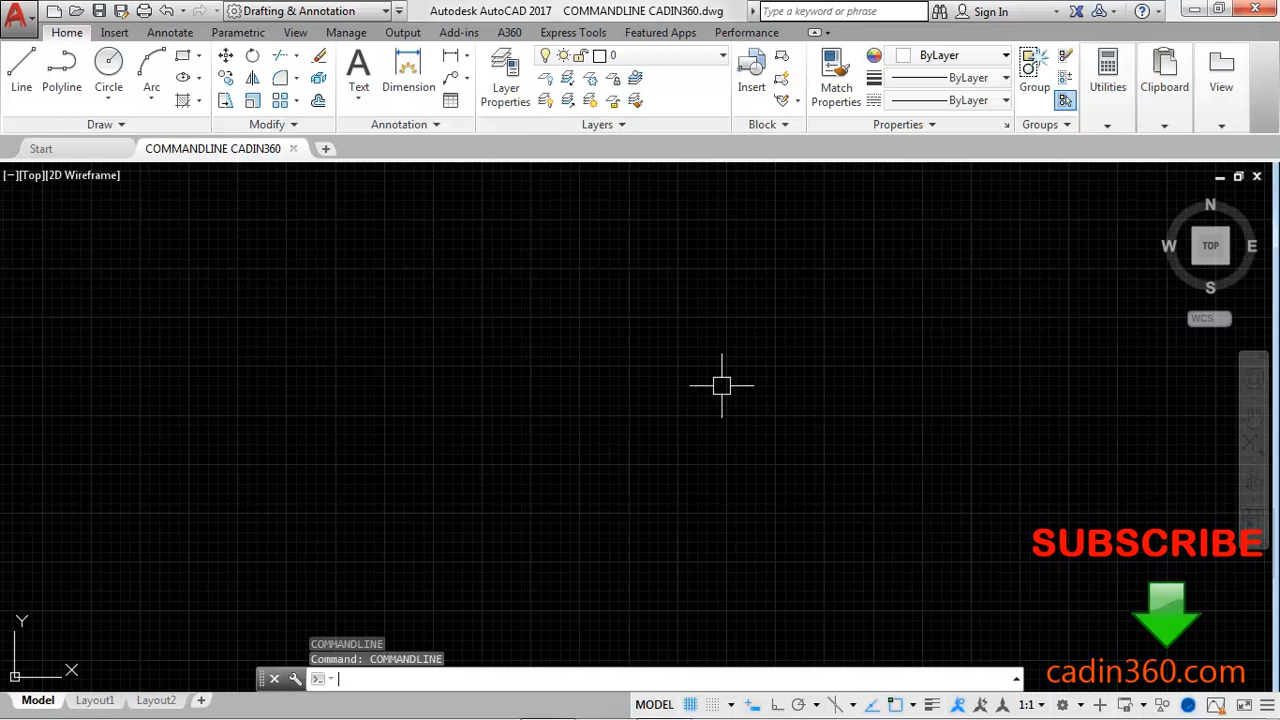 Drafting & Annotation
Autodesk AutoCAD 2017 COMMANDLINE CADIN360.dwg
Type a keyword or phrase
Sign In
Home Insert Annotate Parametric View Manage Output Add-ins A360 Express Tools Featured Apps Performance
Line Polyline Circle Arc
Text Dimension
Layer Properties
0
Insert
Match Properties
ByLayer
ByLayer
ByLayer
Group Utilities Clipboard View
Draw Modify Annotation Layers Block Properties Groups
Start COMMANDLINE CADIN360
[−][Top][2D Wireframe]
N
W TOP E
S
WCS
SUBSCRIBE
cadin360.com
Y
X
COMMANDLINE
Command: COMMANDLINE
Model Layout1 Layout2
MODEL 1:1